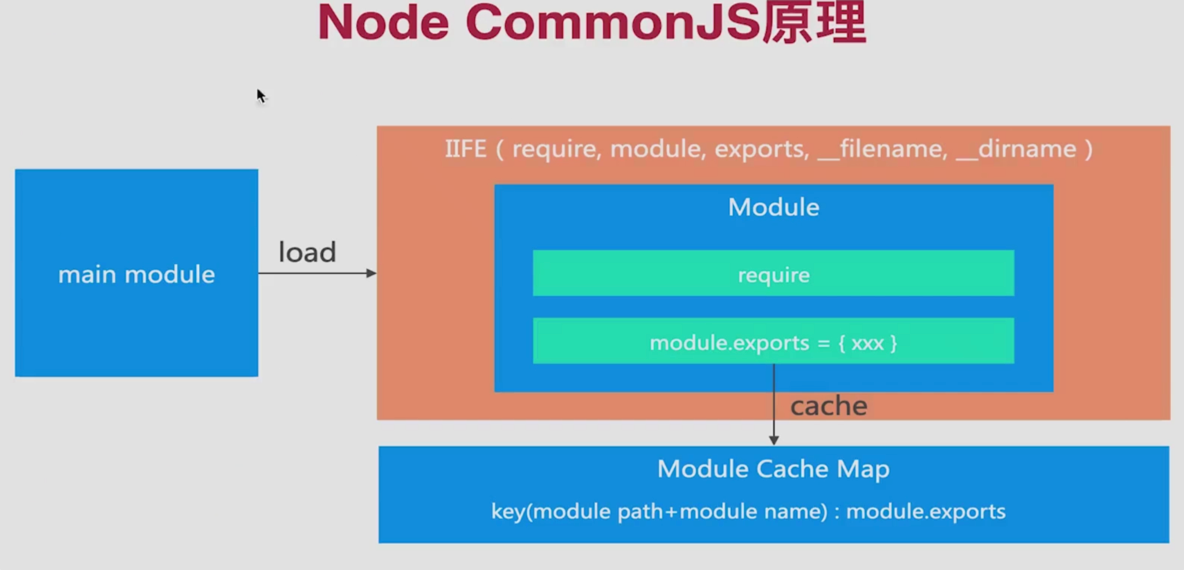 Node CommonJS原理
IIFE ( require, module, exports, __filename, __dirname )
Module
main module
load
require
module.exports = { xxx }
cache
Module Cache Map
key(module path+module name) : module.exports